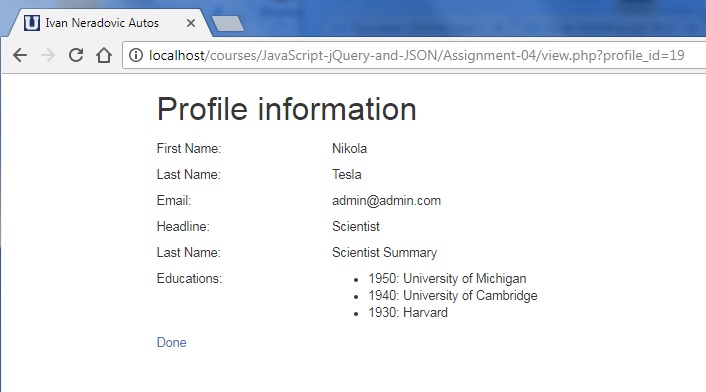 Ivan Neradovic Autos
localhost/courses/JavaScript-jQuery-and-JSON/Assignment-04/view.php?profile_id=19
Profile information
First Name: Nikola
Last Name: Tesla
Email: admin@admin.com
Headline: Scientist
Last Name: Scientist Summary
Educations: • 1950: University of Michigan
• 1940: University of Cambridge
• 1930: Harvard
Done